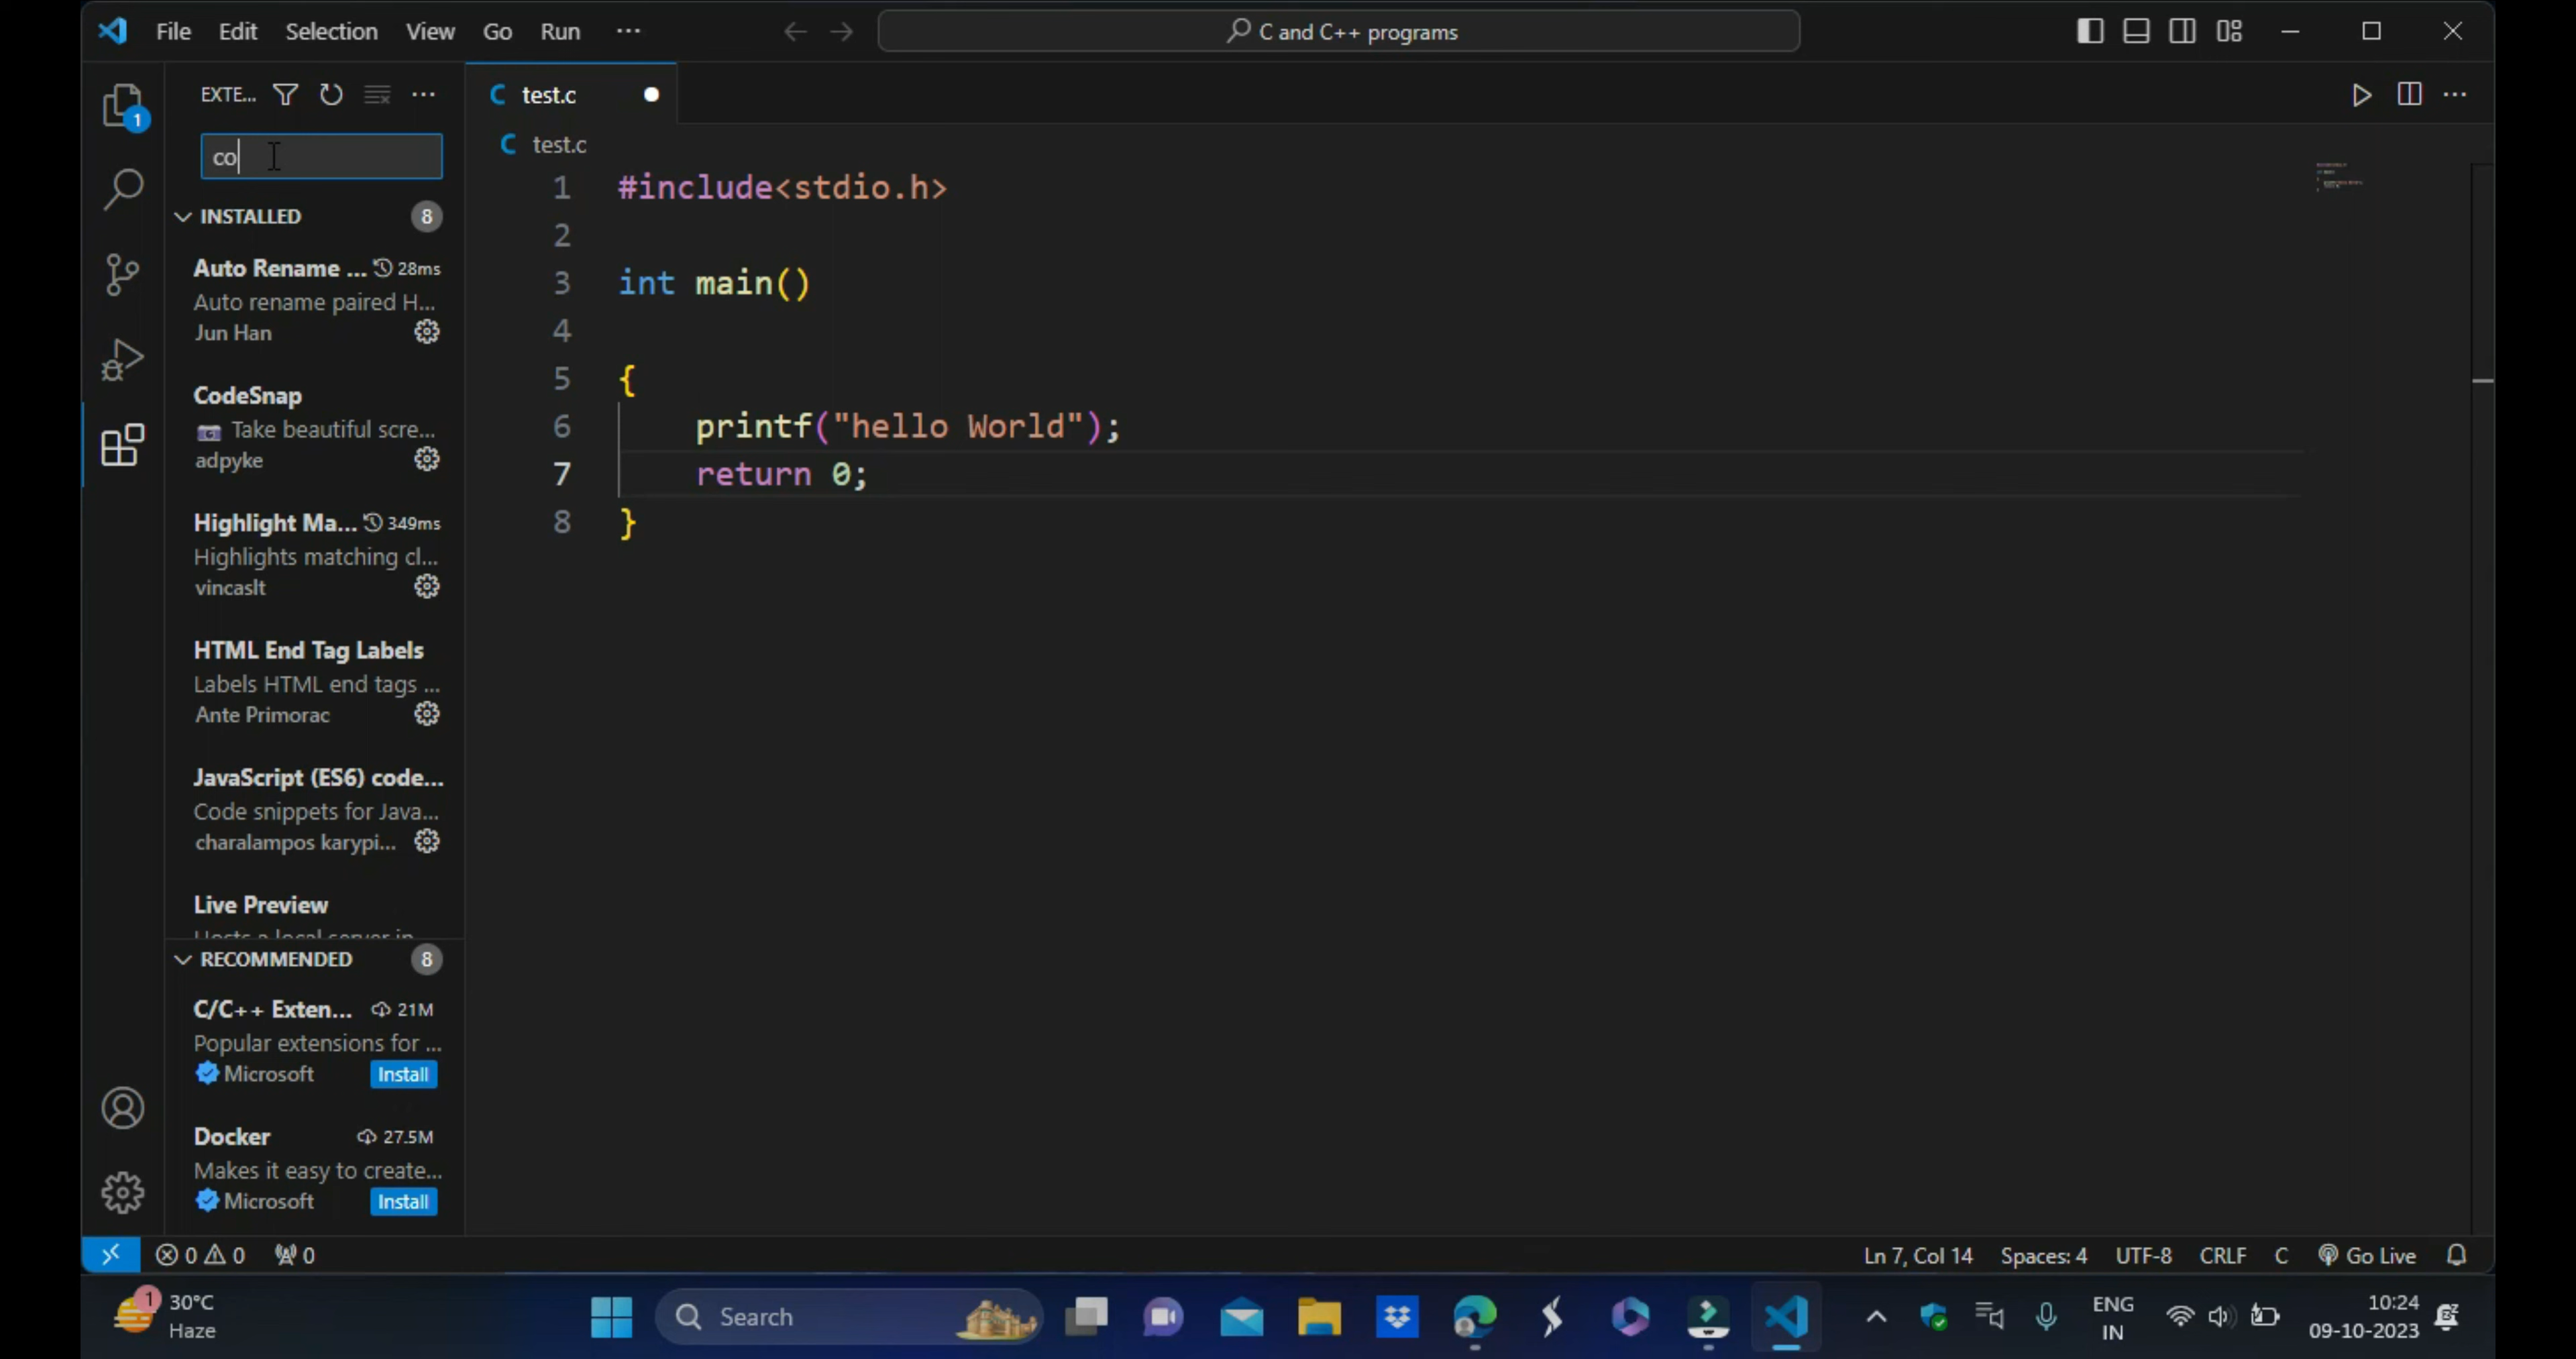 File Edit Selection View Go Run ... C and C++ programs
EXTE... ...
co
INSTALLED 8
Auto Rename ... 28ms
Auto rename paired H...
Jun Han
CodeSnap
Take beautiful scre...
adpyke
Highlight Ma... 349ms
Highlights matching cl...
vincaslt
HTML End Tag Labels
Labels HTML end tags ...
Ante Primorac
JavaScript (ES6) code...
Code snippets for Java...
charalampos karypi...
Live Preview
Hosts a local server in
RECOMMENDED 8
C/C++ Exten... 21M
Popular extensions for ...
Microsoft Install
Docker 27.5M
Makes it easy to create...
Microsoft Install
1
test.c
test.c
1 #include<stdio.h>
2
3 int main()
4
5 {
6 printf("hello World");
7 return 0;
8 }
0 0 0 Ln 7, Col 14 Spaces: 4 UTF-8 CRLF C Go Live
1 30°C
Haze
Search
ENG
IN
10:24
09-10-2023